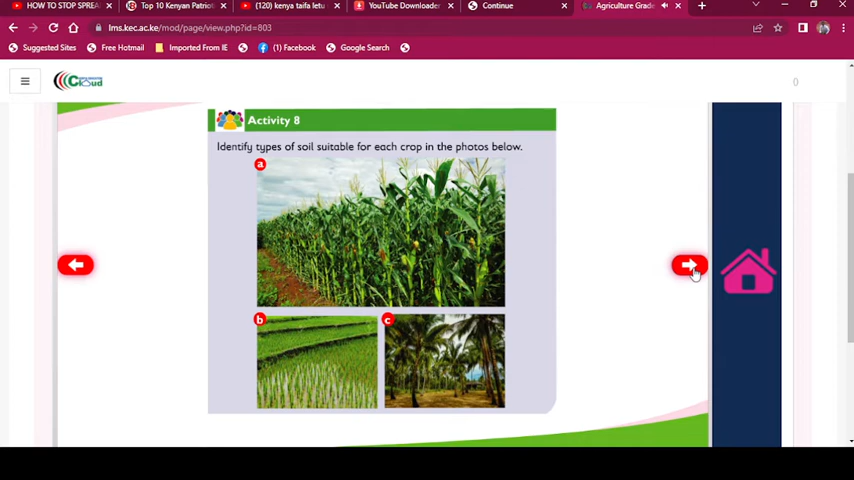 HOW TO STOP SPREA
Top 10 Kenyan Patriot
(120) kenya taifa letu
YouTube Downloader
Continue
Agriculture Grade
lms.kec.ac.ke/mod/page/view.php?id=803
Suggested Sites
Free Hotmail
Imported From IE
(1) Facebook
Google Search
Cloud
Activity 8
Identify types of soil suitable for each crop in the photos below.
a
b
c